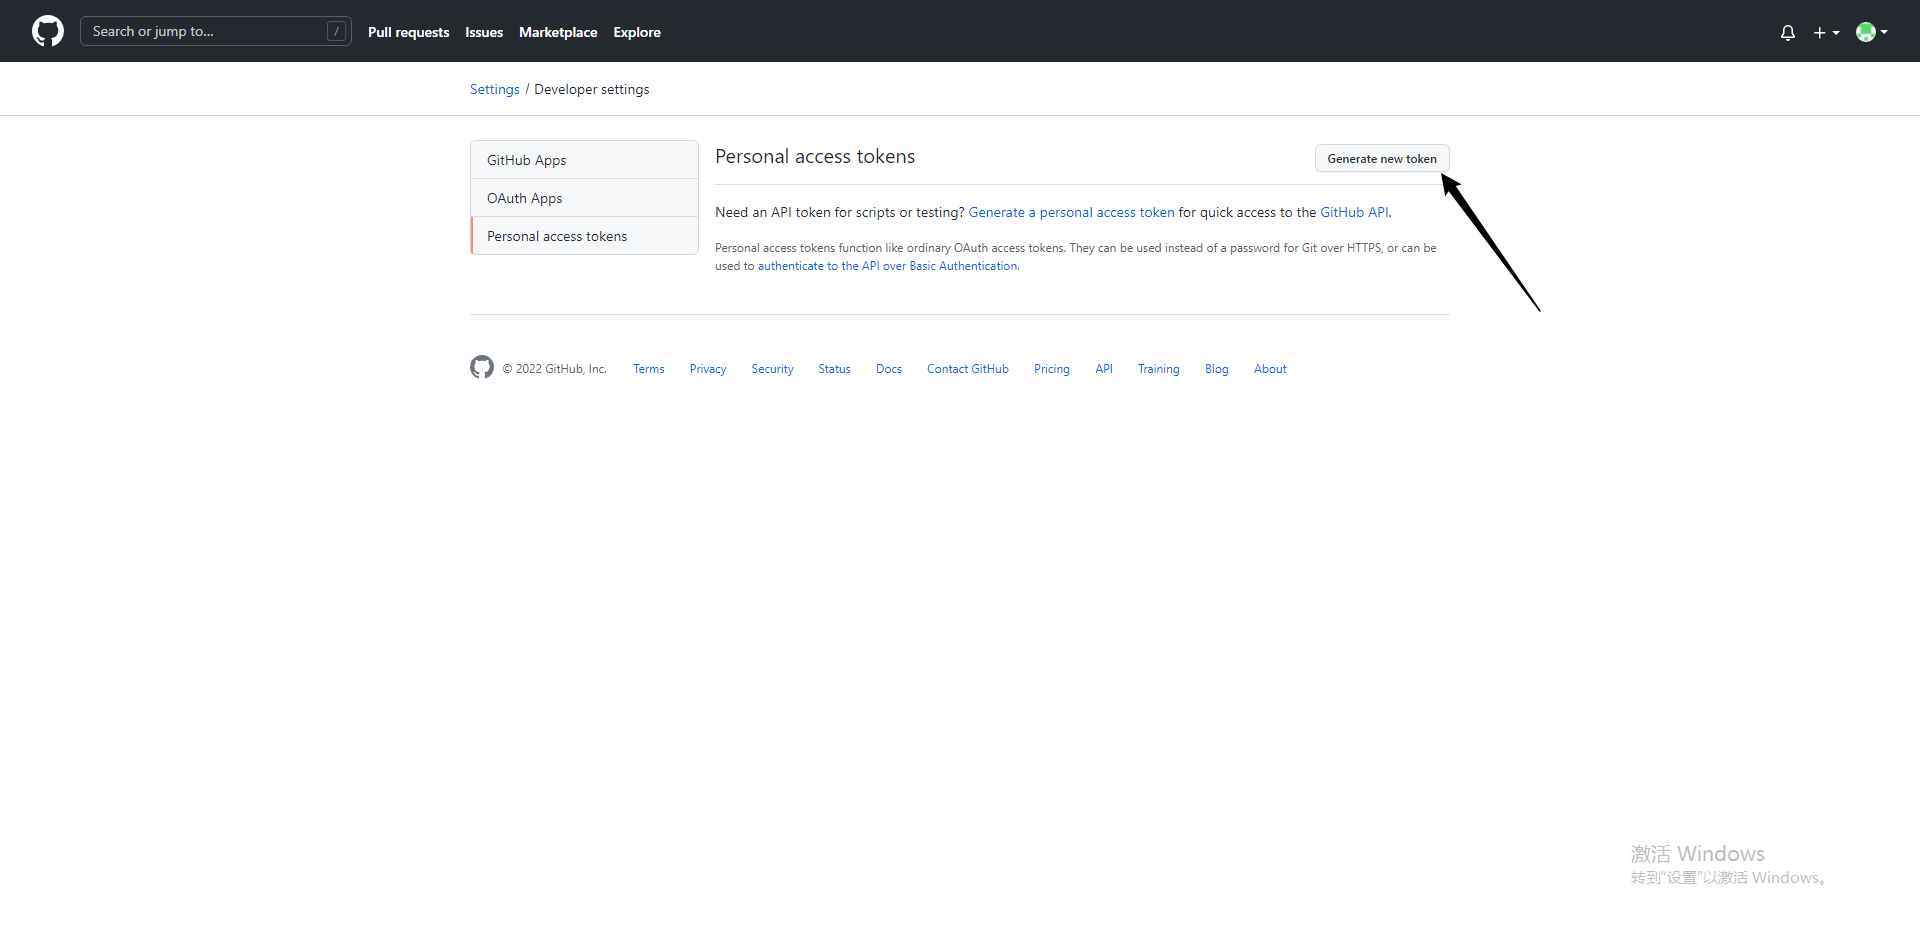 Search or jump to... /
Pull requests Issues Marketplace Explore
Settings / Developer settings
GitHub Apps
OAuth Apps
Personal access tokens
Personal access tokens
Generate new token
Need an API token for scripts or testing? Generate a personal access token for quick access to the GitHub API.
Personal access tokens function like ordinary OAuth access tokens. They can be used instead of a password for Git over HTTPS, or can be
used to authenticate to the API over Basic Authentication.
© 2022 GitHub, Inc. Terms Privacy Security Status Docs Contact GitHub Pricing API Training Blog About
激活 Windows
转到“设置”以激活 Windows。